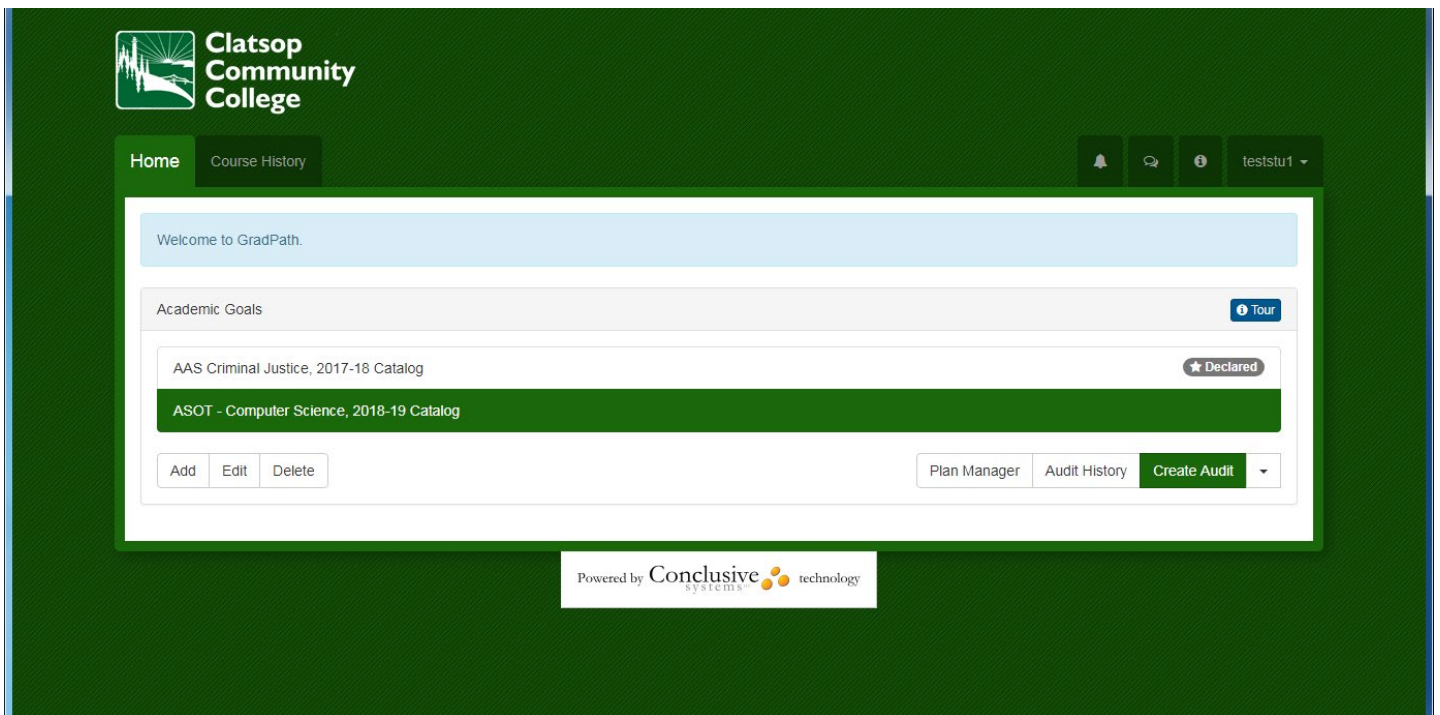 Clatsop
Community
College
Home Course History teststu1
Welcome to GradPath.
Academic Goals Tour
AAS Criminal Justice, 2017-18 Catalog Declared
ASOT - Computer Science, 2018-19 Catalog
Add Edit Delete Plan Manager Audit History Create Audit
Powered by Conclusive systems technology